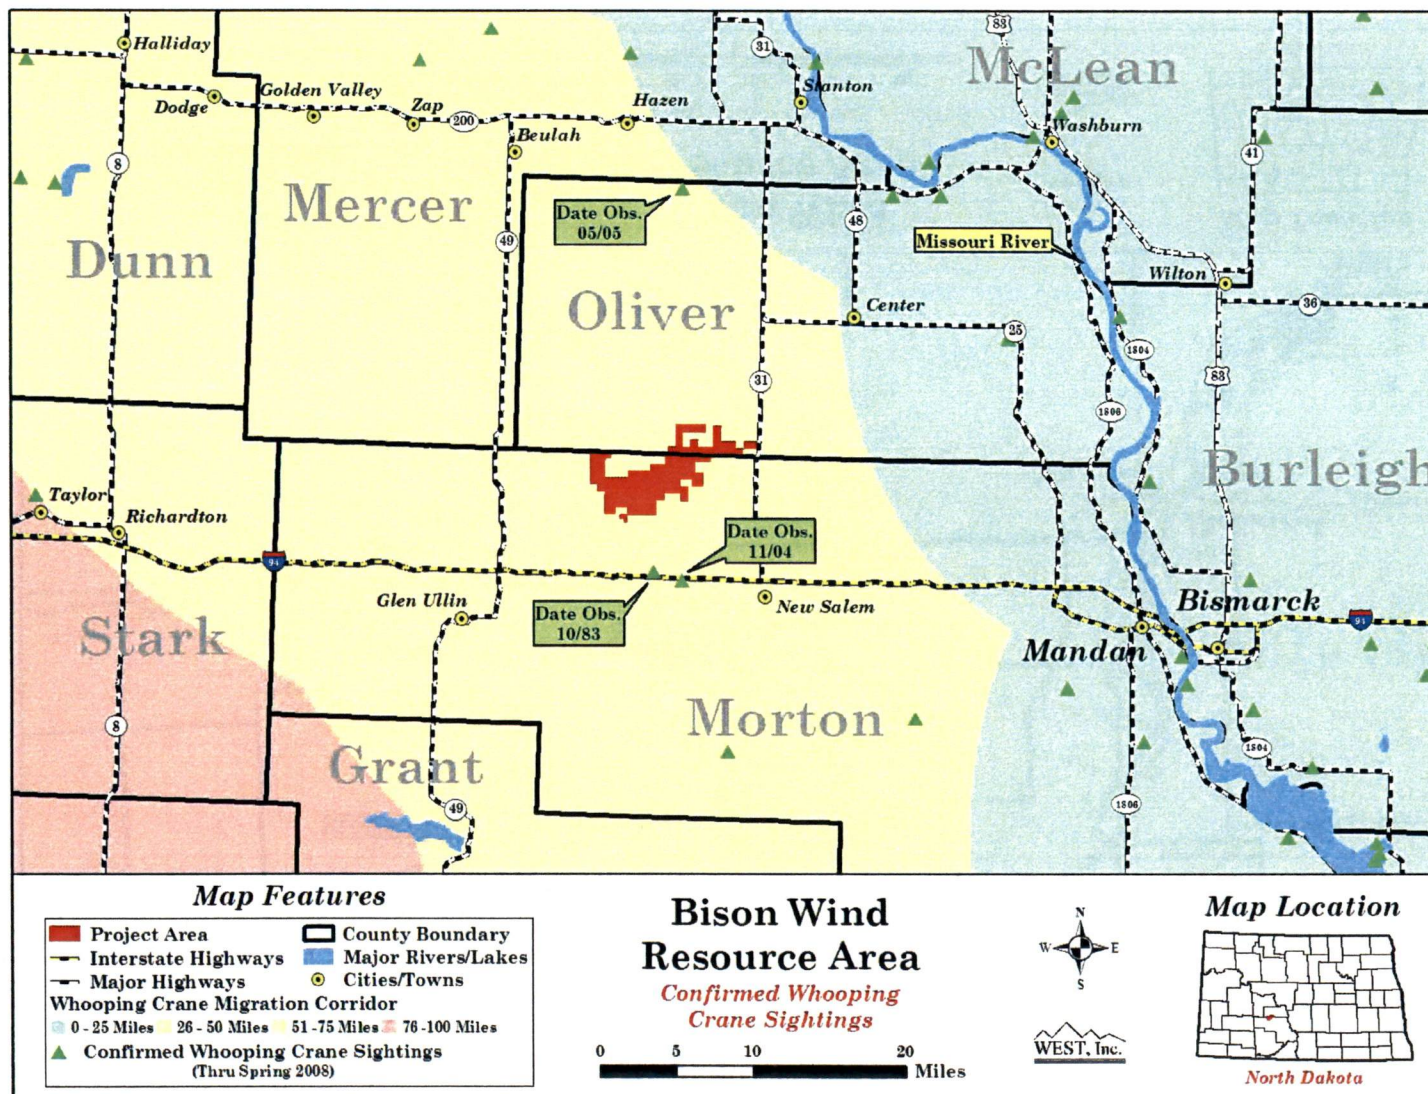 83
Halliday
31
McLean
Stanton
Golden Valley
Dodge
Zap
Hazen
200
Washburn
Beulah
41
8
Mercer
Date Obs.
05/05
48
49
Missouri River
Dunn
Wilton
Oliver
Center
36
25
1804
83
31
1806
Burleigh
Taylor
Richardton
Date Obs.
11/04
94
Glen Ullin
New Salem
Date Obs.
10/83
Bismarck
94
Stark
Mandan
Morton
8
1804
Grant
49
1806
Map Features
Project Area
County Boundary
Interstate Highways
Major Rivers/Lakes
Major Highways
Cities/Towns
Whooping Crane Migration Corridor
0 - 25 Miles 26 - 50 Miles 51 -75 Miles 76 -100 Miles
Confirmed Whooping Crane Sightings
(Thru Spring 2008)
Bison Wind
Resource Area
Confirmed Whooping
Crane Sightings
0 5 10 20
Miles
N
W E
S
WEST, Inc.
Map Location
North Dakota